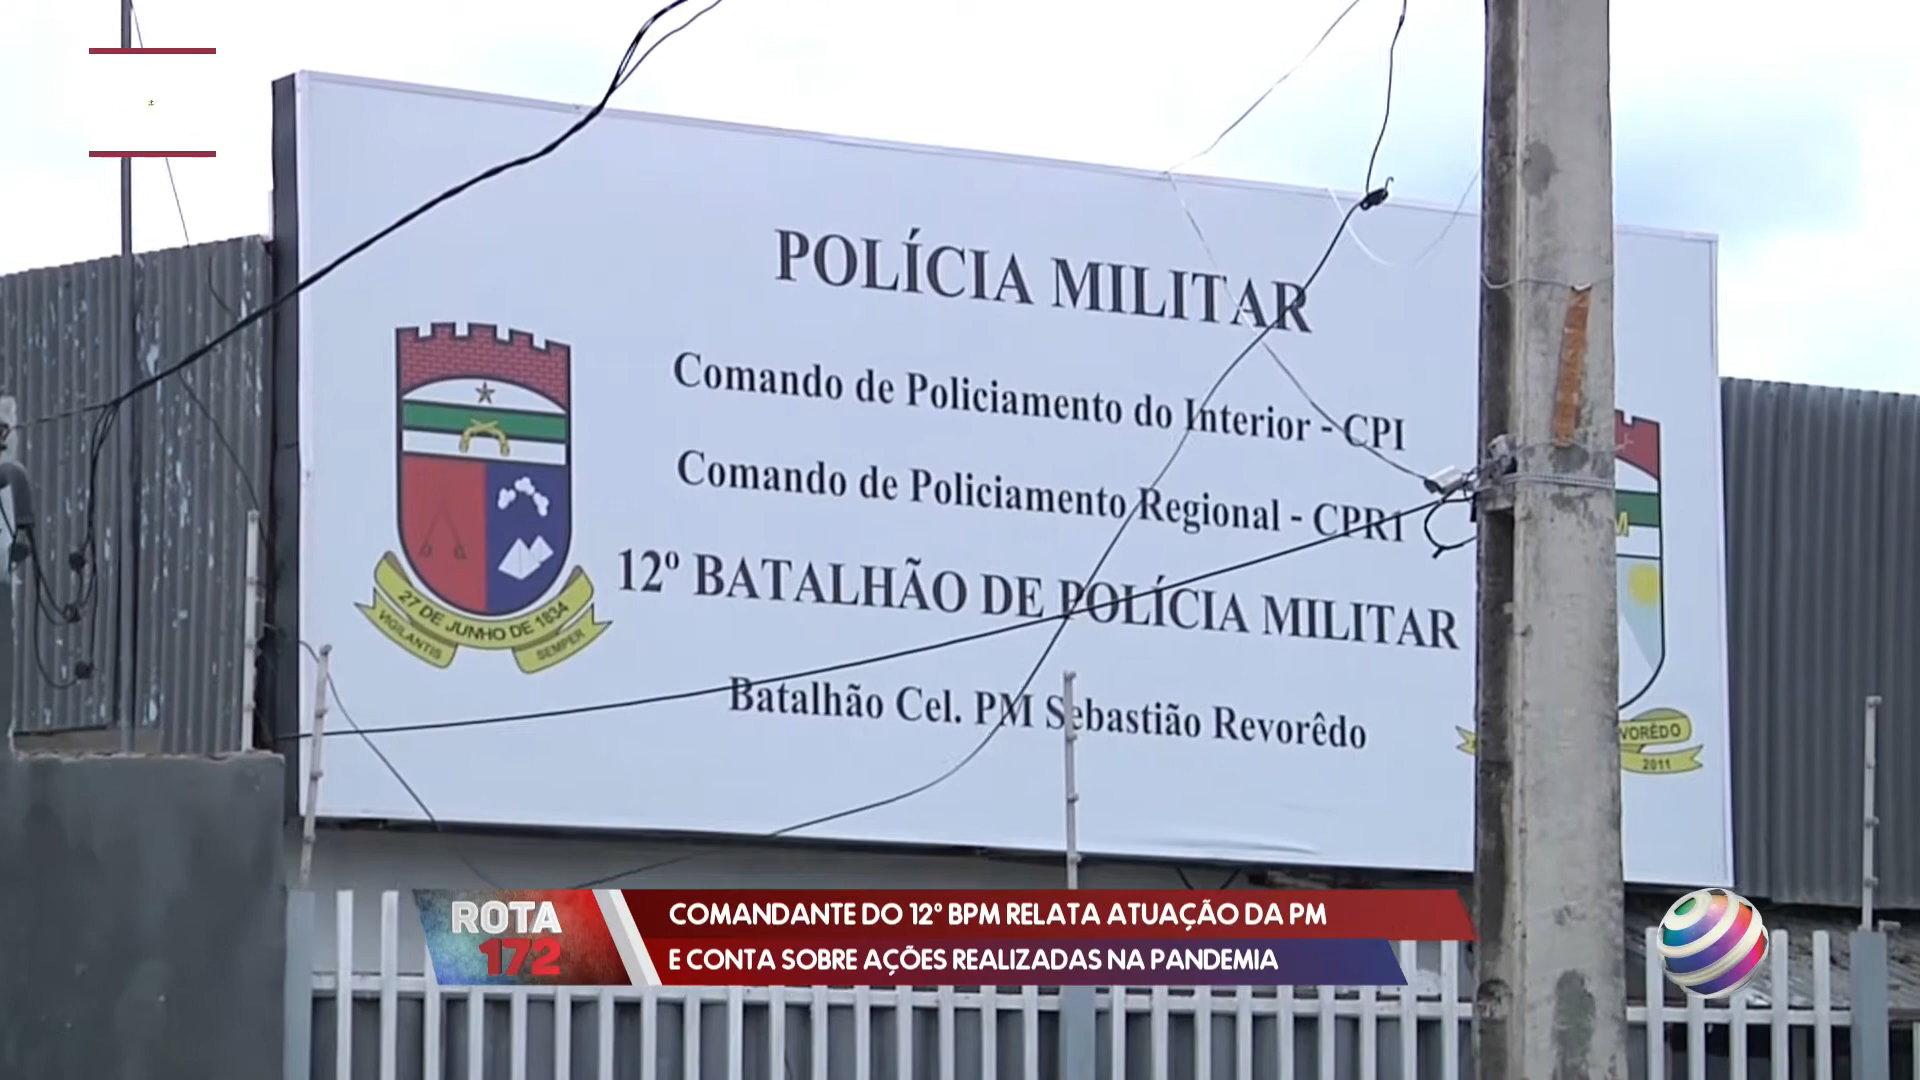 POLÍCIA MILITAR
Comando de Policiamento do Interior - CPI
Comando de Policiamento Regional - CPR1
12º BATALHÃO DE POLÍCIA MILITAR
Batalhão Cel. PM Sebastião Revorêdo
27 DE JUNHO DE 1834
VIGILANTIS SEMPER
M
VORÊDO
2011
ROTA
172
COMANDANTE DO 12º BPM RELATA ATUAÇÃO DA PM
E CONTA SOBRE AÇÕES REALIZADAS NA PANDEMIA